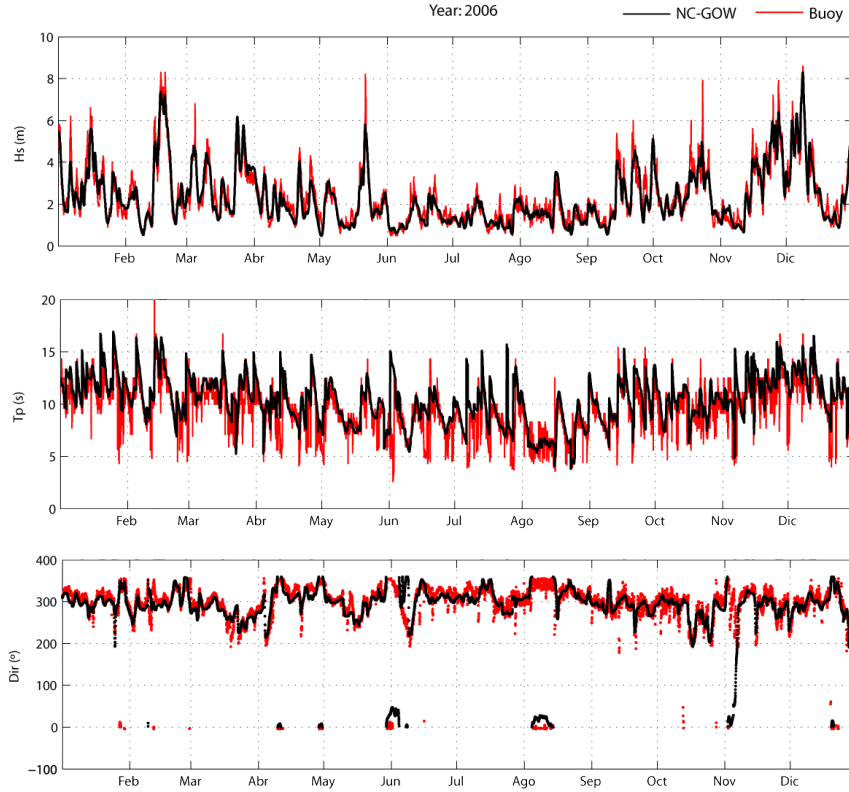 Year: 2006
NC-GOW
Buoy
Hs (m)
10
8
6
4
2
0
Feb Mar Abr May Jun Jul Ago Sep Oct Nov Dic
Tp (s)
20
15
10
5
0
Feb Mar Abr May Jun Jul Ago Sep Oct Nov Dic
Dir (º)
400
300
200
100
0
−100
Feb Mar Abr May Jun Jul Ago Sep Oct Nov Dic